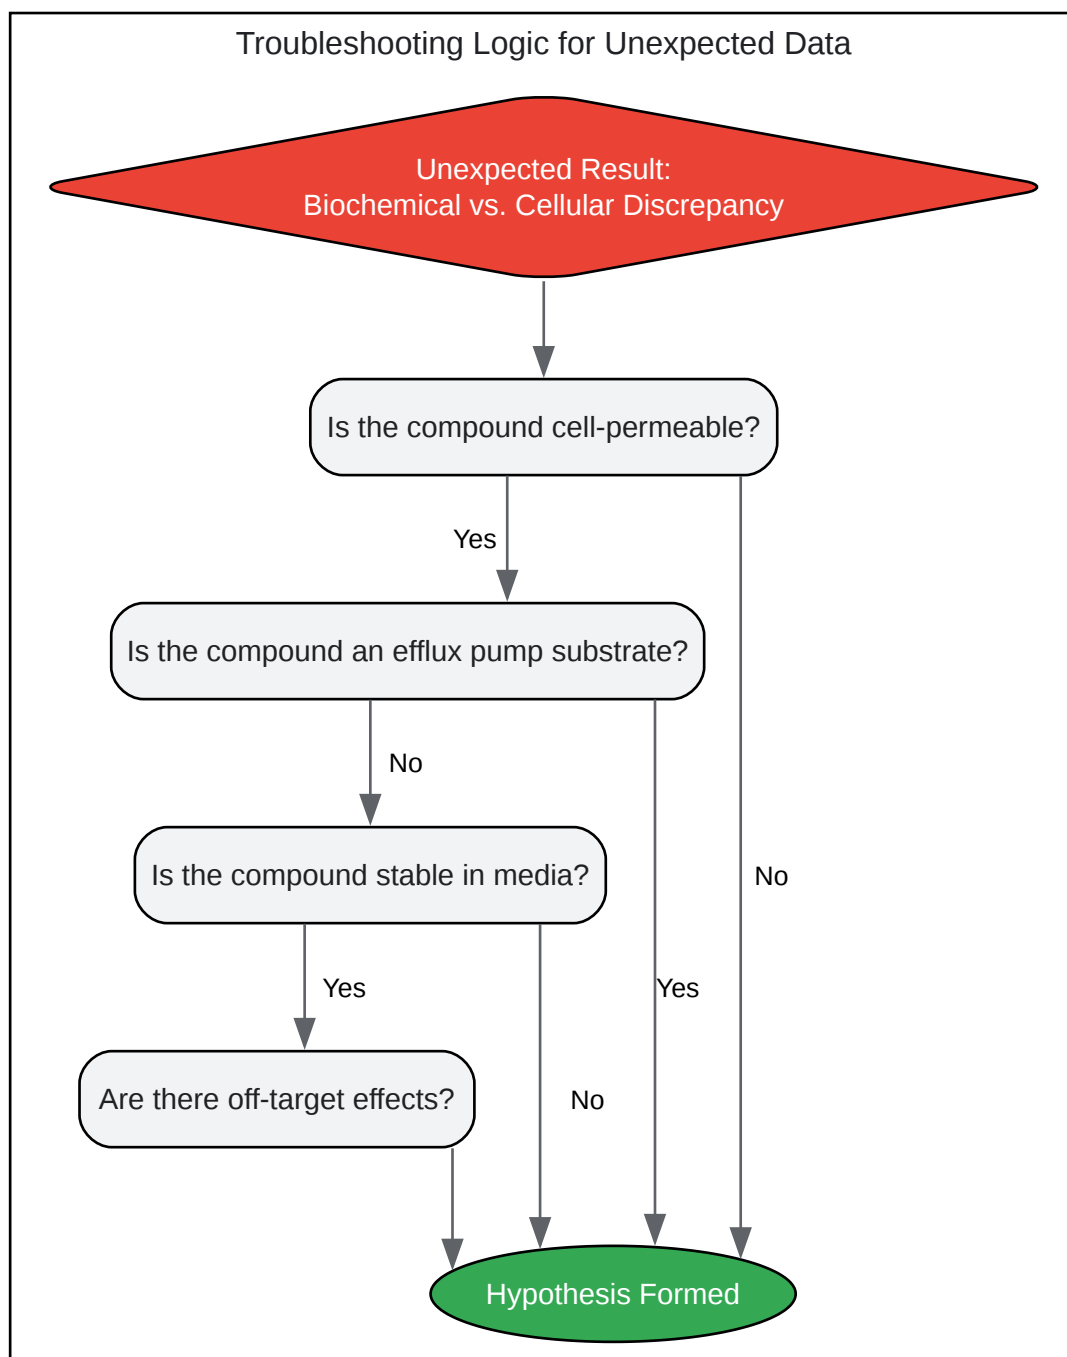 Troubleshooting Logic for Unexpected Data
Unexpected Result:
Biochemical vs. Cellular Discrepancy
Is the compound cell-permeable?
Yes
Is the compound an efflux pump substrate?
No
Is the compound stable in media?
No
Yes
Yes
Are there off-target effects?
No
Hypothesis Formed